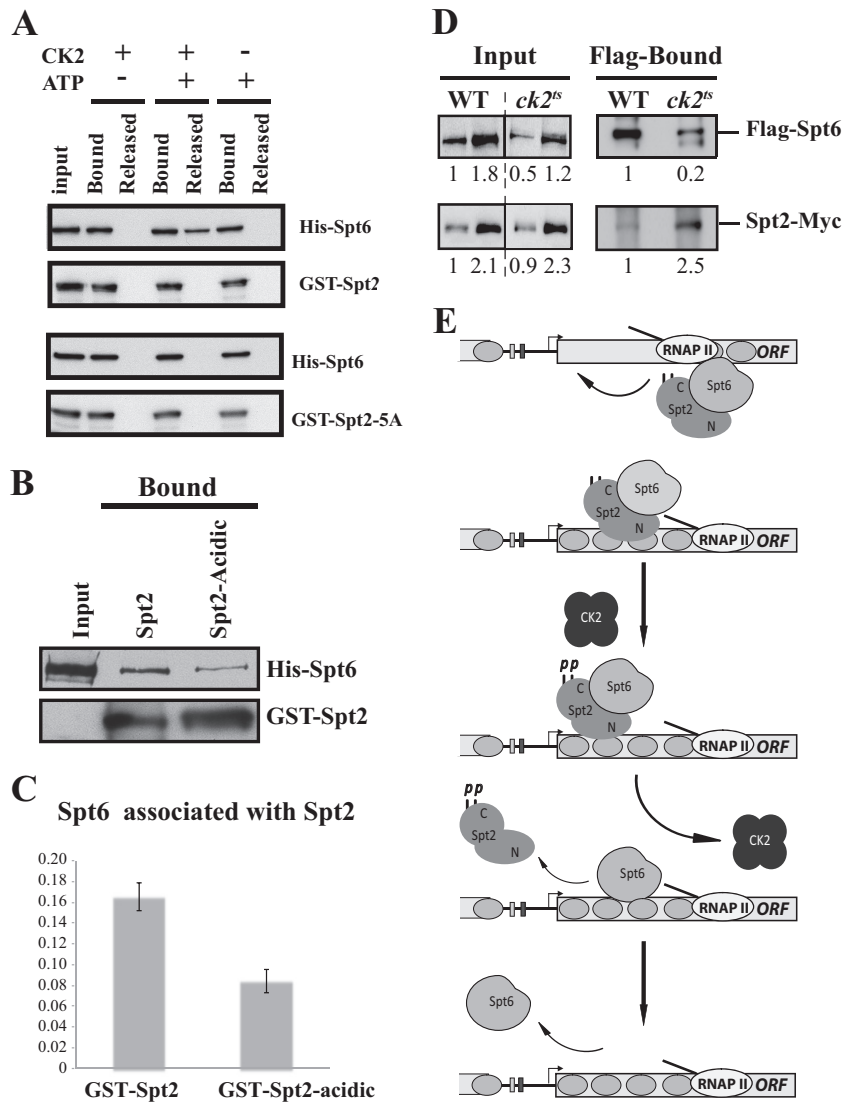 A
CK2 + + -
ATP - + +
input Bound Released Bound Released Bound Released
His-Spt6
GST-Spt2
His-Spt6
GST-Spt2-5A
B
Bound
Input Spt2 Spt2-Acidic
His-Spt6
GST-Spt2
C
Spt6 associated with Spt2
0.20
0.18
0.16
0.14
0.12
0.10
0.08
0.06
0.04
0.02
0
GST-Spt2 GST-Spt2-acidic
D
Input Flag-Bound
WT ck2ts WT ck2ts
Flag-Spt6
1 1.8 0.5 1.2 1 0.2
Spt2-Myc
1 2.1 0.9 2.3 1 2.5
E
RNAP II ORF
C Spt6
Spt2
N
C Spt6
Spt2
N
RNAP II ORF
CK2
pp
C Spt6
Spt2
N
RNAP II ORF
pp
C
Spt2
N
CK2
Spt6
RNAP II ORF
Spt6
RNAP II ORF